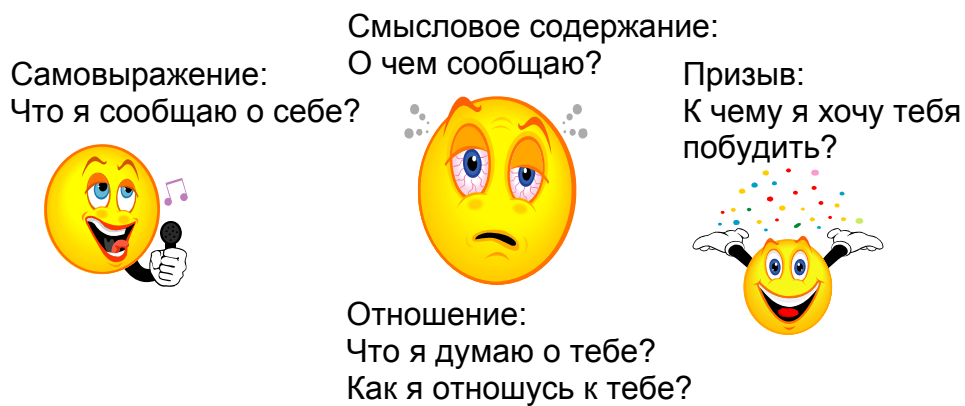 Смысловое содержание:
О чем сообщаю?
Самовыражение:
Что я сообщаю о себе?
Призыв:
К чему я хочу тебя
побудить?
Отношение:
Что я думаю о тебе?
Как я отношусь к тебе?